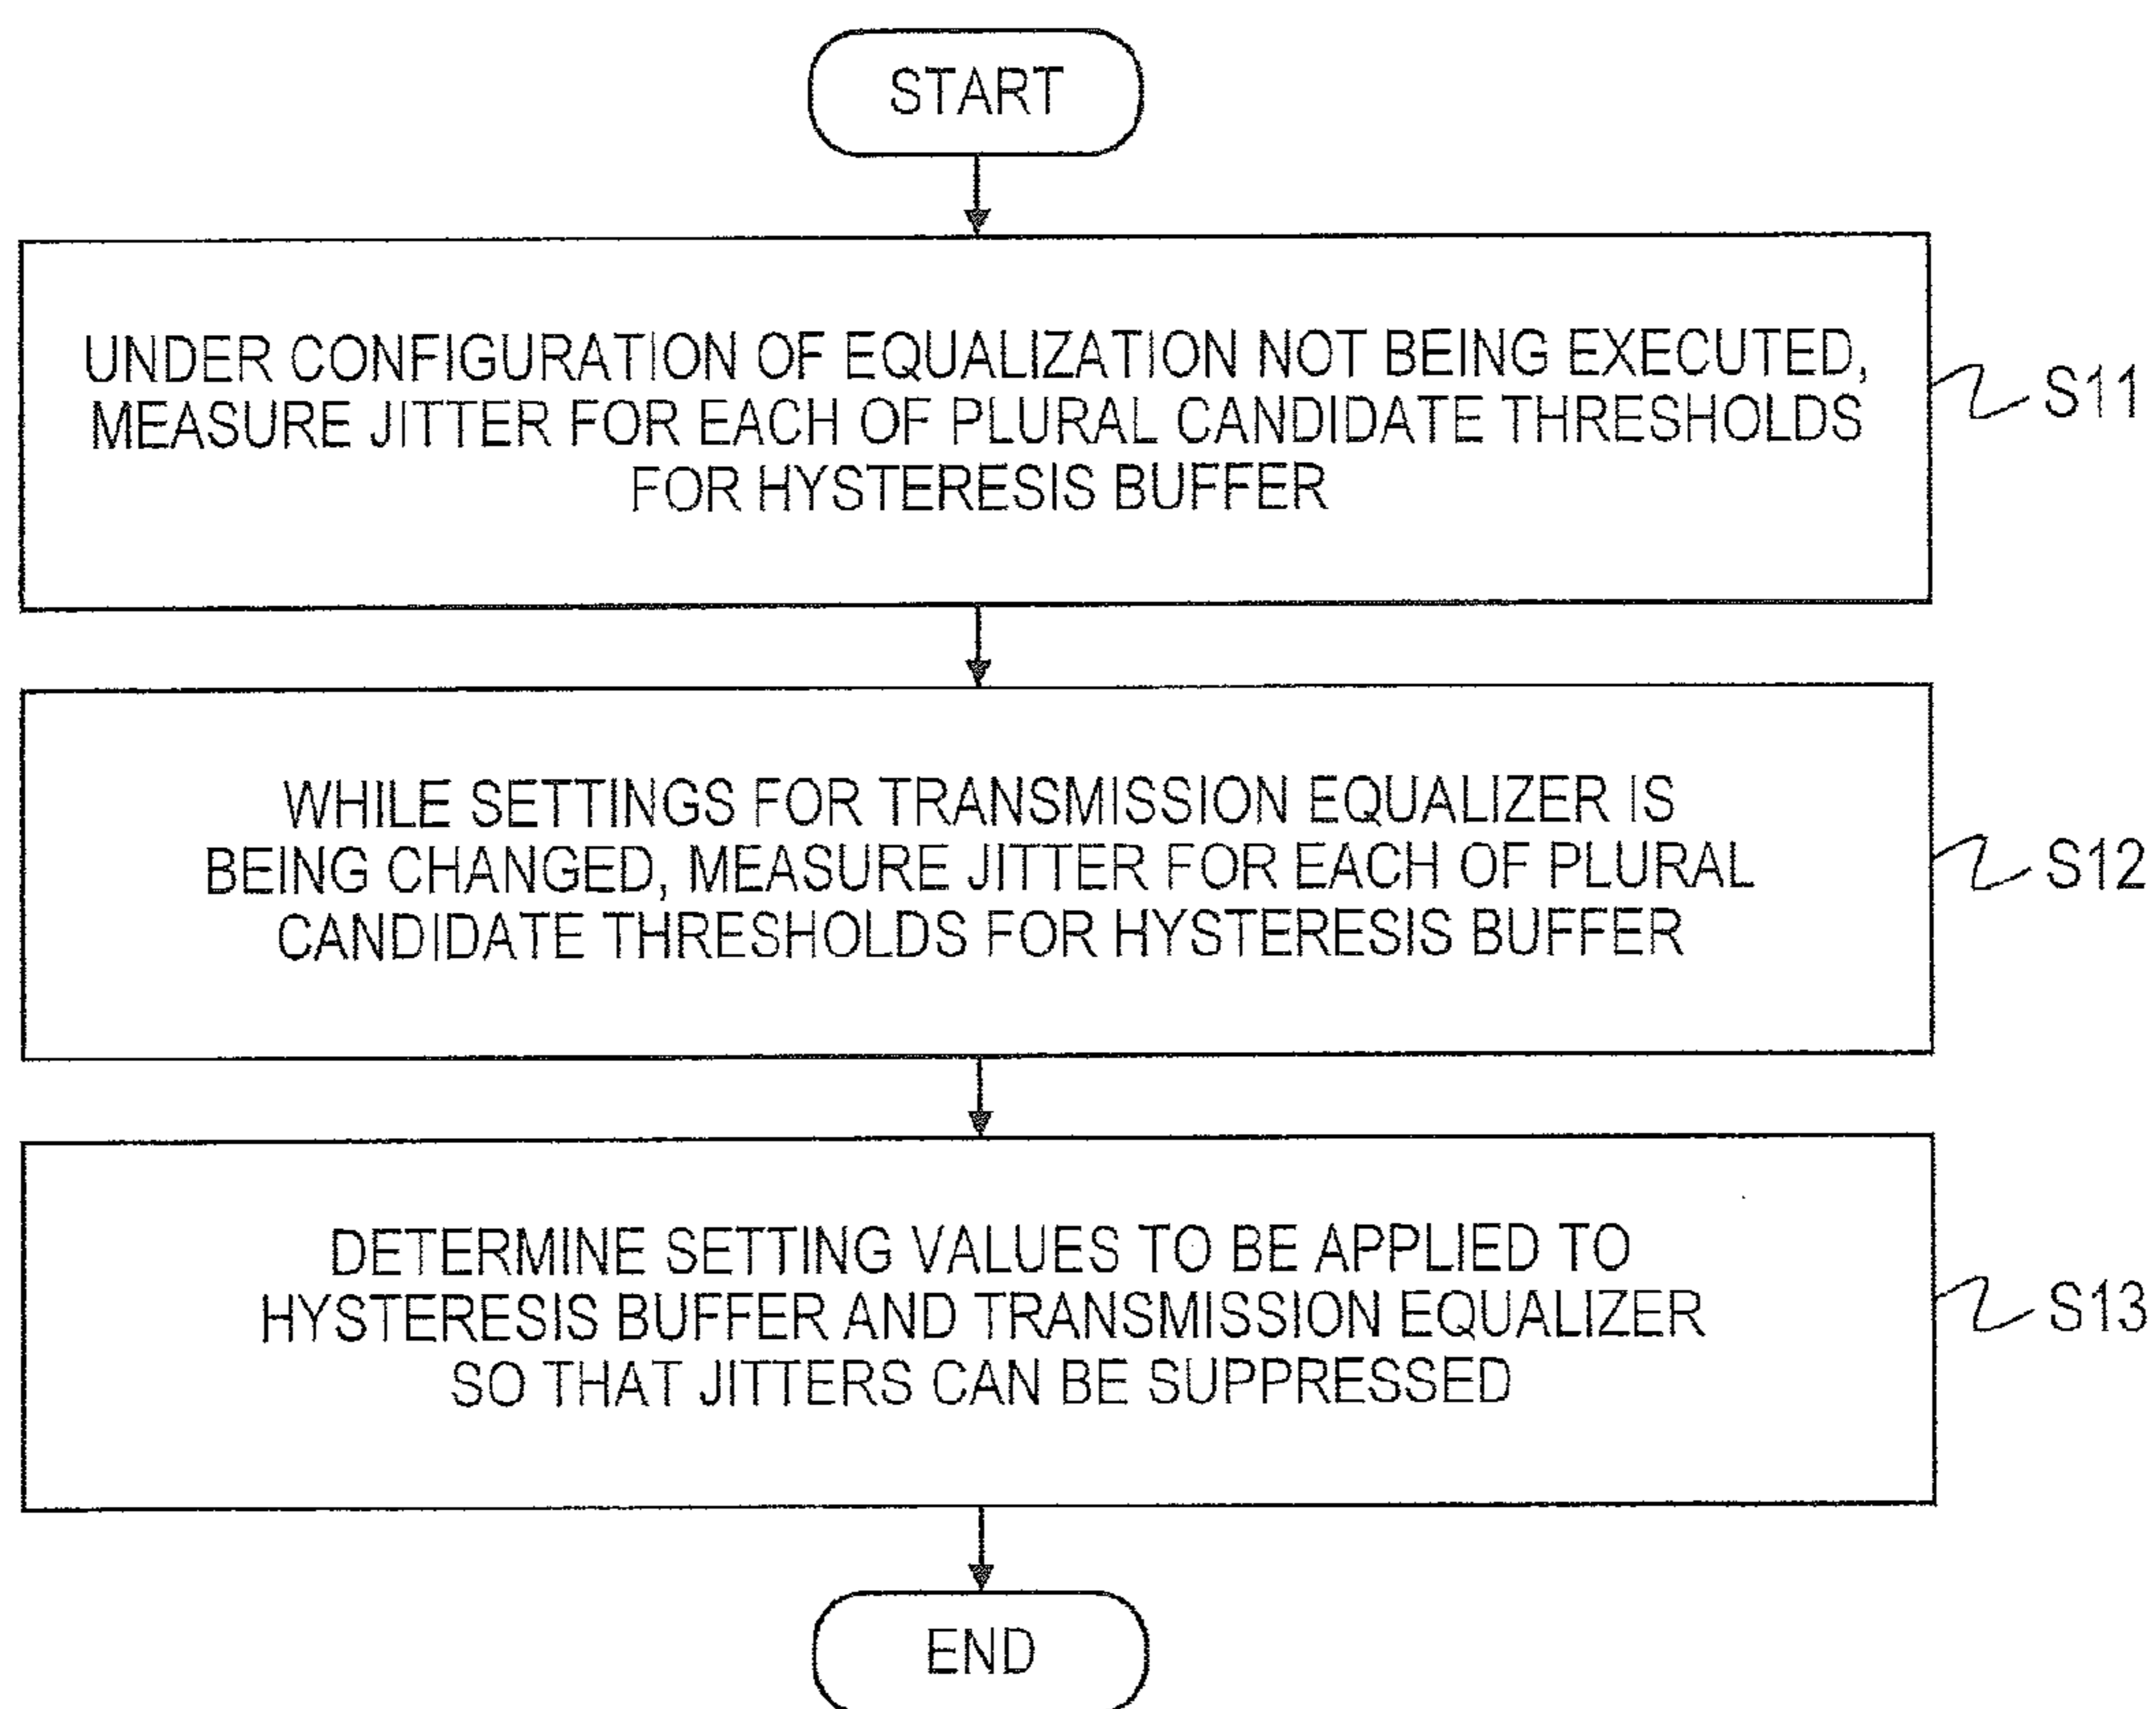 START
UNDER CONFIGURATION OF EQUALIZATION NOT BEING EXECUTED,
MEASURE JITTER FOR EACH OF PLURAL CANDIDATE THRESHOLDS
FOR HYSTERESIS BUFFER
S11
WHILE SETTINGS FOR TRANSMISSION EQUALIZER IS
BEING CHANGED, MEASURE JITTER FOR EACH OF PLURAL
CANDIDATE THRESHOLDS FOR HYSTERESIS BUFFER
S12
DETERMINE SETTING VALUES TO BE APPLIED TO
HYSTERESIS BUFFER AND TRANSMISSION EQUALIZER
SO THAT JITTERS CAN BE SUPPRESSED
S13
END